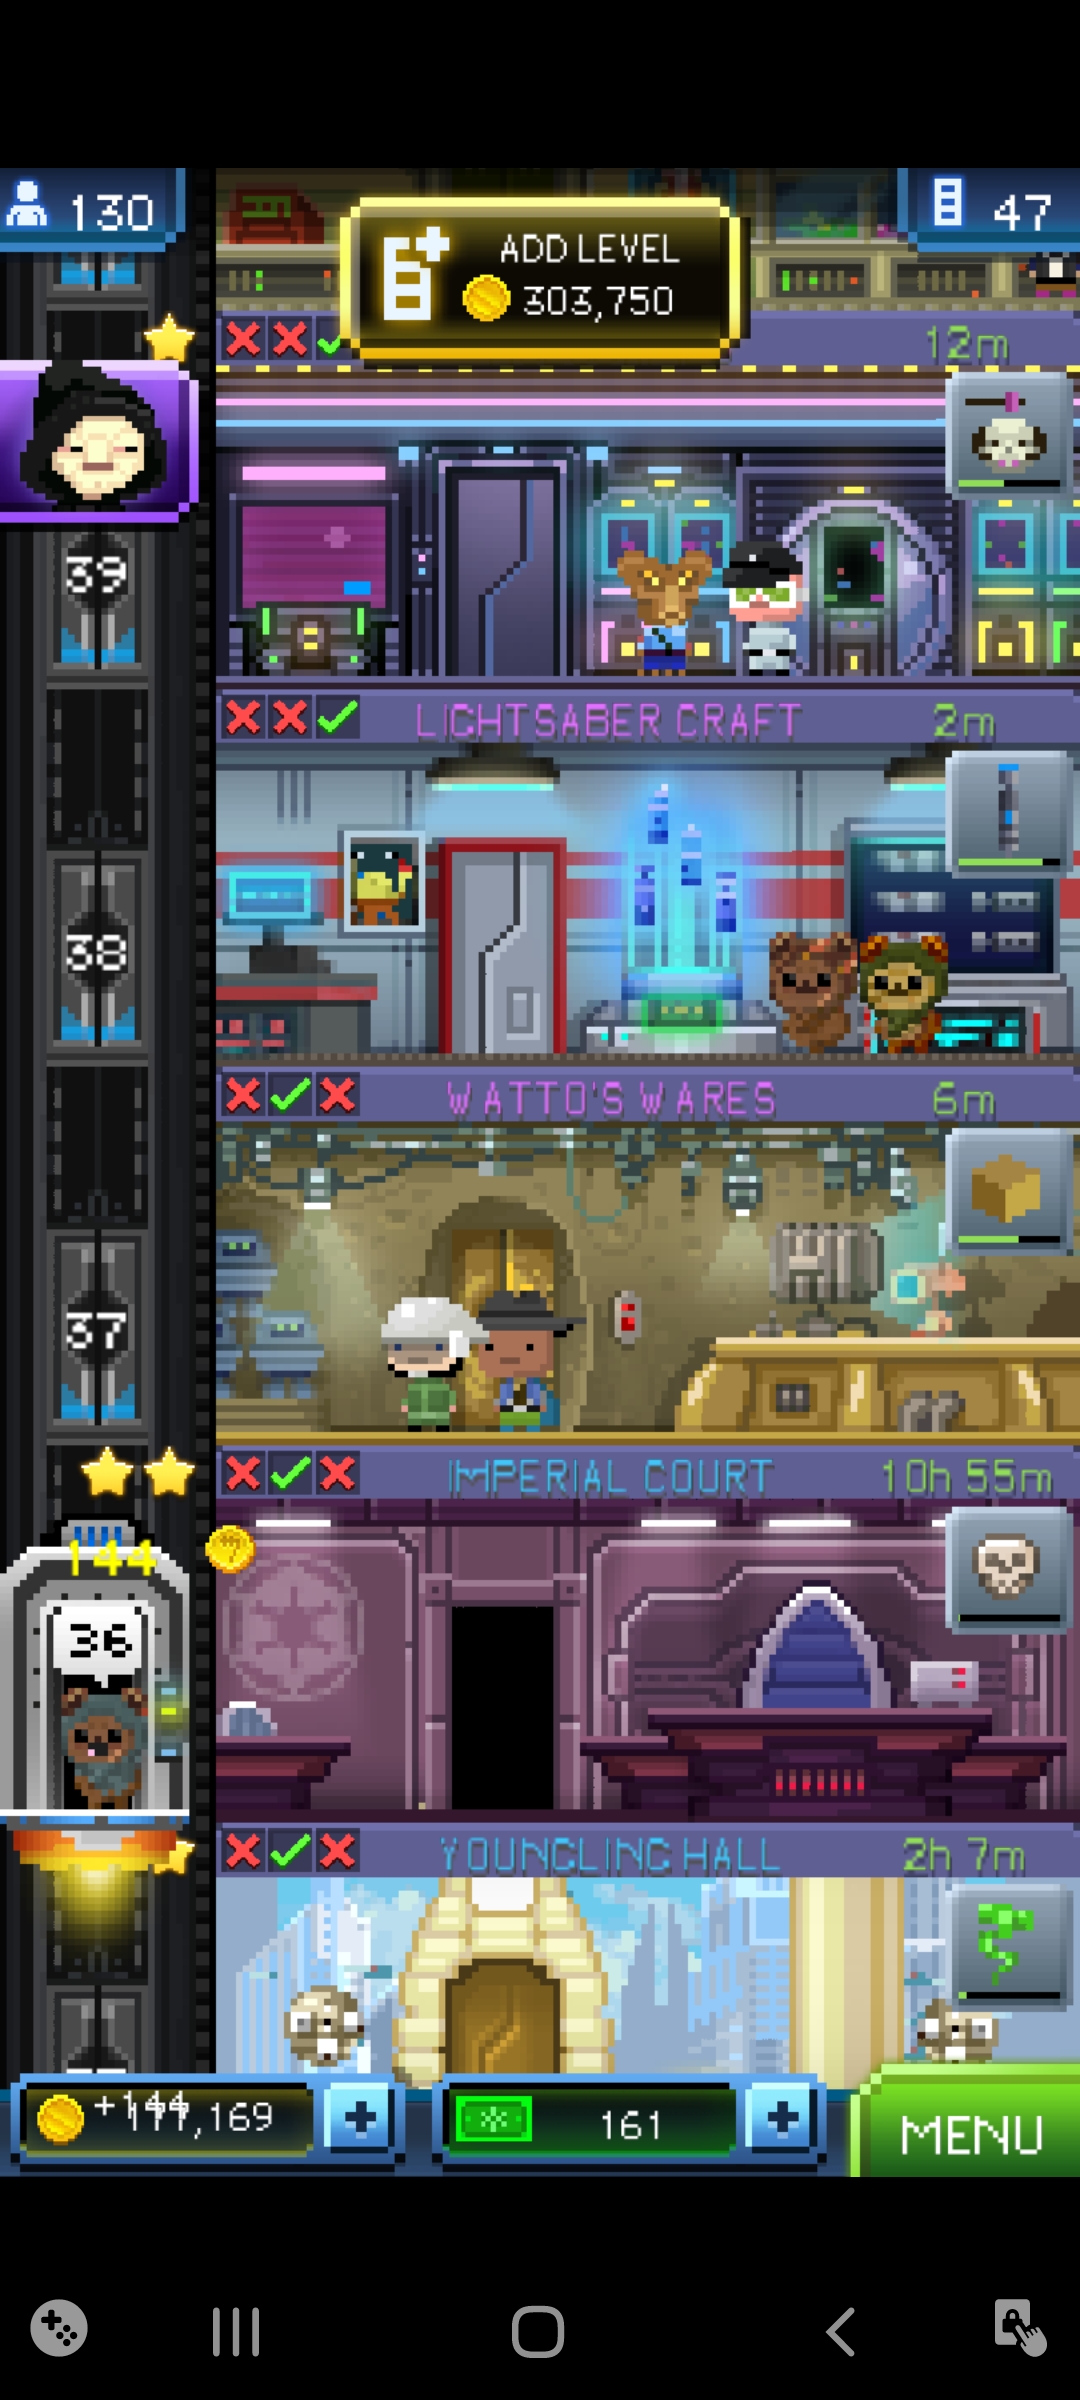 130
47
ADD LEVEL
303,750
12m
39
LIGHTSABER CRAFT
2m
38
WATTO'S WARES
6m
37
IMPERIAL COURT
10h 55m
144
36
YOUNGLING HALL
2h 7m
+144
,169
161
MENU